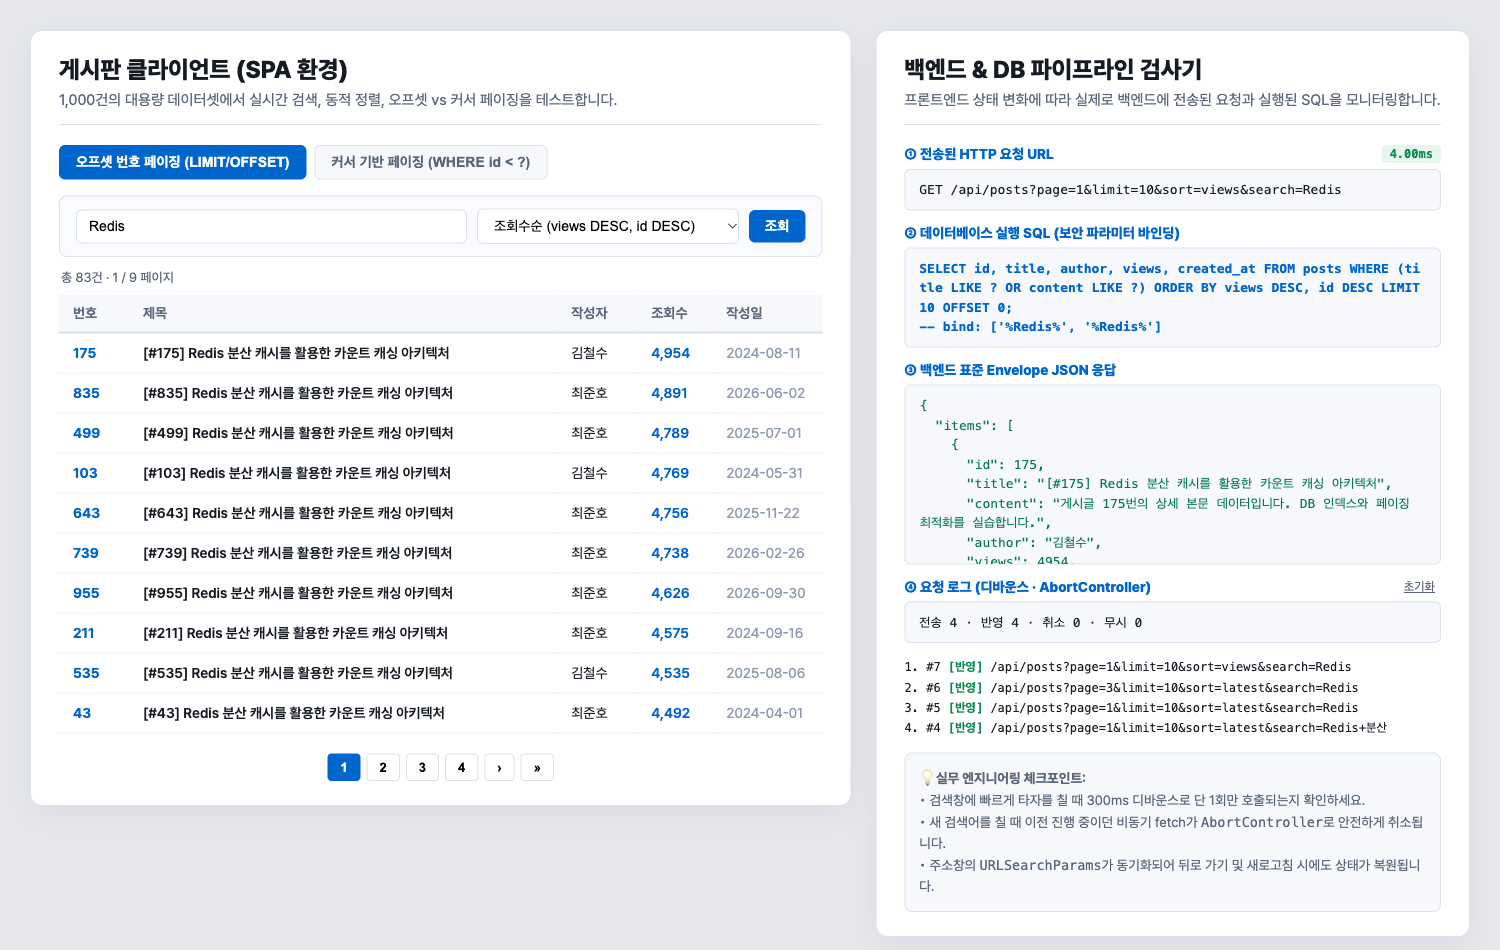 게시판 클라이언트 (SPA 환경)
1,000건의 대용량 데이터셋에서 실시간 검색, 동적 정렬, 오프셋 vs 커서 페이징을 테스트합니다.
오프셋 번호 페이징 (LIMIT/OFFSET)
커서 기반 페이징 (WHERE id < ?)
Redis
조회수순 (views DESC, id DESC)
조회
총 83건 · 1 / 9 페이지
번호 제목 작성자 조회수 작성일
175 [#175] Redis 분산 캐시를 활용한 카운트 캐싱 아키텍처 김철수 4,954 2024-08-11
835 [#835] Redis 분산 캐시를 활용한 카운트 캐싱 아키텍처 최준호 4,891 2026-06-02
499 [#499] Redis 분산 캐시를 활용한 카운트 캐싱 아키텍처 최준호 4,789 2025-07-01
103 [#103] Redis 분산 캐시를 활용한 카운트 캐싱 아키텍처 김철수 4,769 2024-05-31
643 [#643] Redis 분산 캐시를 활용한 카운트 캐싱 아키텍처 최준호 4,756 2025-11-22
739 [#739] Redis 분산 캐시를 활용한 카운트 캐싱 아키텍처 최준호 4,738 2026-02-26
955 [#955] Redis 분산 캐시를 활용한 카운트 캐싱 아키텍처 최준호 4,626 2026-09-30
211 [#211] Redis 분산 캐시를 활용한 카운트 캐싱 아키텍처 최준호 4,575 2024-09-16
535 [#535] Redis 분산 캐시를 활용한 카운트 캐싱 아키텍처 김철수 4,535 2025-08-06
43 [#43] Redis 분산 캐시를 활용한 카운트 캐싱 아키텍처 최준호 4,492 2024-04-01
1 2 3 4 › »
백엔드 & DB 파이프라인 검사기
프론트엔드 상태 변화에 따라 실제로 백엔드에 전송된 요청과 실행된 SQL을 모니터링합니다.
① 전송된 HTTP 요청 URL 4.00ms
GET /api/posts?page=1&limit=10&sort=views&search=Redis
② 데이터베이스 실행 SQL (보안 파라미터 바인딩)
SELECT id, title, author, views, created_at FROM posts WHERE (ti
tle LIKE ? OR content LIKE ?) ORDER BY views DESC, id DESC LIMIT
10 OFFSET 0;
-- bind: ['%Redis%', '%Redis%']
③ 백엔드 표준 Envelope JSON 응답
{
"items": [
{
"id": 175,
"title": "[#175] Redis 분산 캐시를 활용한 카운트 캐싱 아키텍처",
"content": "게시글 175번의 상세 본문 데이터입니다. DB 인덱스와 페이징
최적화를 실습합니다.",
"author": "김철수",
"views": 4954,
④ 요청 로그 (디바운스 · AbortController) 초기화
전송 4 · 반영 4 · 취소 0 · 무시 0
1. #7 [반영] /api/posts?page=1&limit=10&sort=views&search=Redis
2. #6 [반영] /api/posts?page=3&limit=10&sort=latest&search=Redis
3. #5 [반영] /api/posts?page=1&limit=10&sort=latest&search=Redis
4. #4 [반영] /api/posts?page=1&limit=10&sort=latest&search=Redis+분산
💡실무 엔지니어링 체크포인트:
• 검색창에 빠르게 타자를 칠 때 300ms 디바운스로 단 1회만 호출되는지 확인하세요.
• 새 검색어를 칠 때 이전 진행 중이던 비동기 fetch가 AbortController로 안전하게 취소됩
니다.
• 주소창의 URLSearchParams가 동기화되어 뒤로 가기 및 새로고침 시에도 상태가 복원됩니
다.